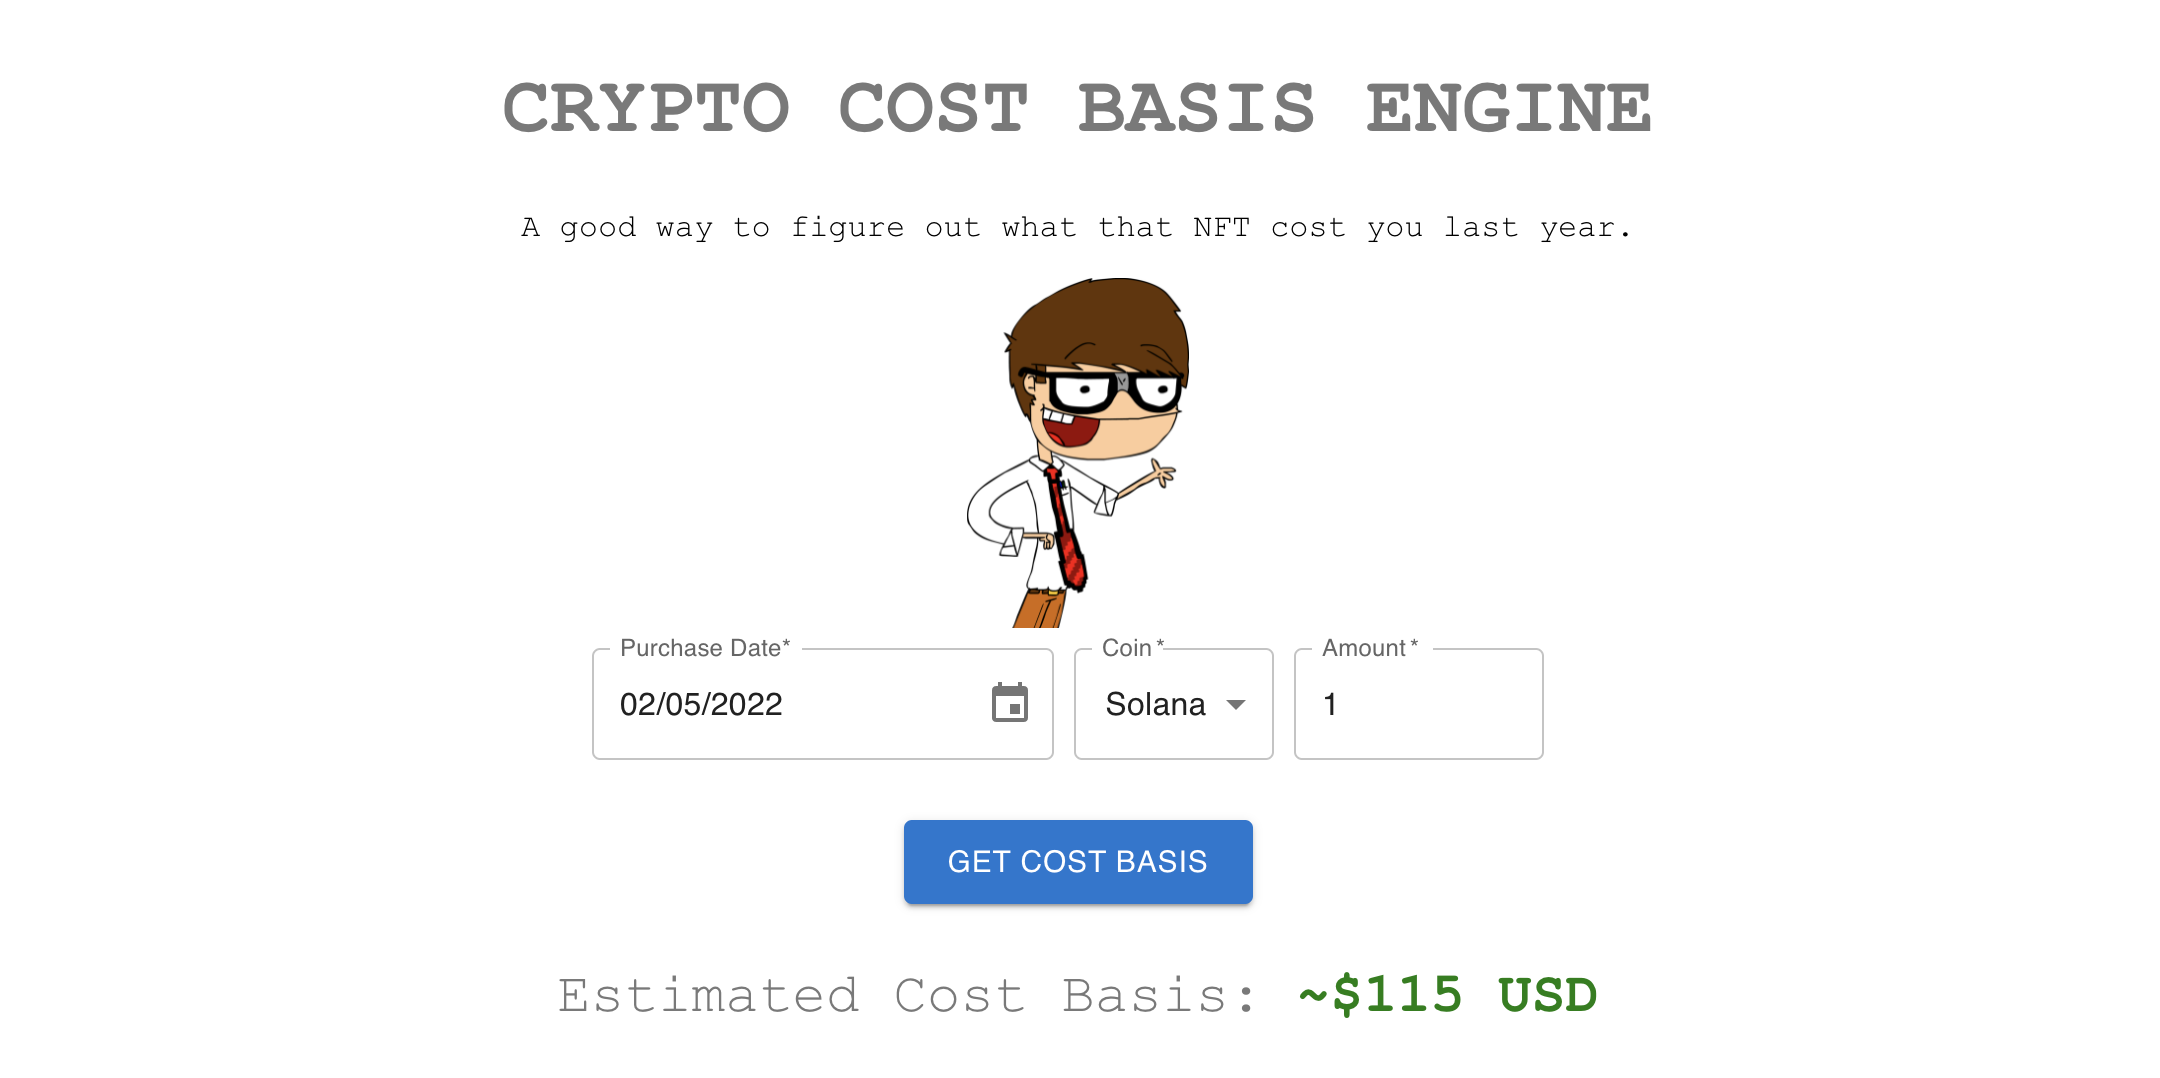 CRYPTO COST BASIS ENGINE
A good way to figure out what that NFT cost you last year.
Purchase Date* Coin* Amount*
02/05/2022 Solana 1
GET COST BASIS
Estimated Cost Basis: ~$115 USD